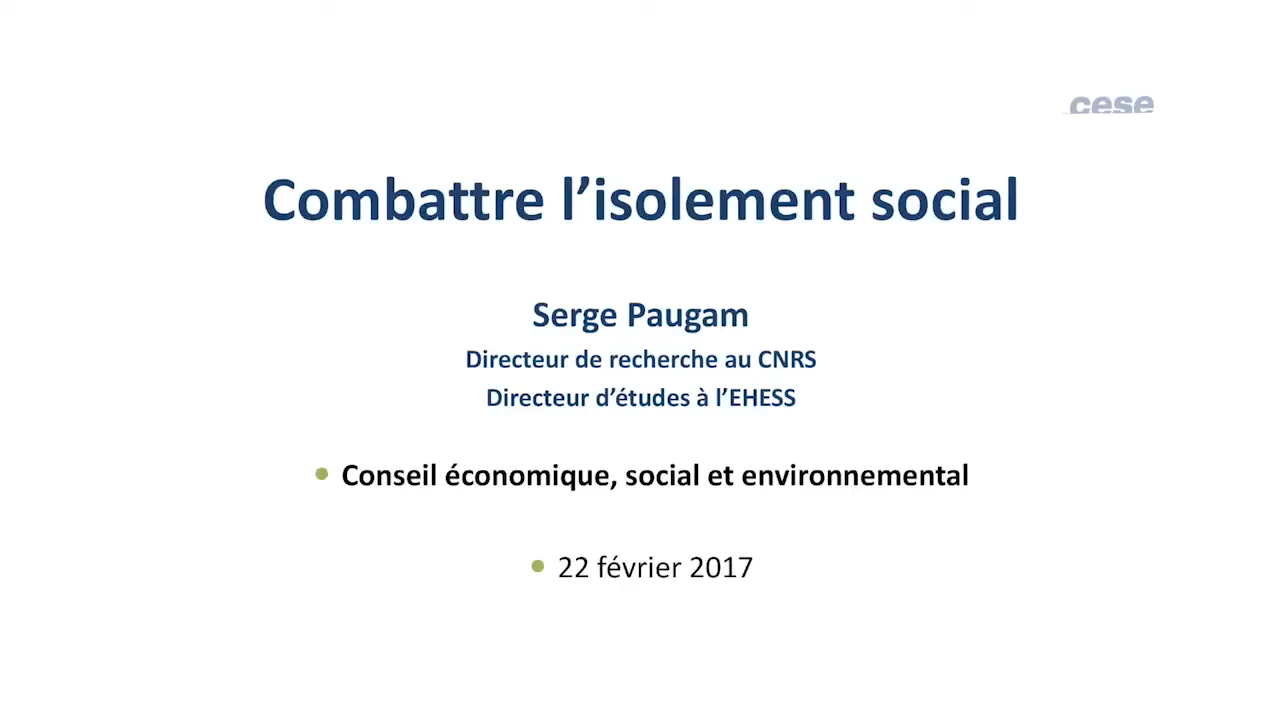 cese
Combattre l’isolement social
Serge Paugam
Directeur de recherche au CNRS
Directeur d’études à l’EHESS
• Conseil économique, social et environnemental
• 22 février 2017